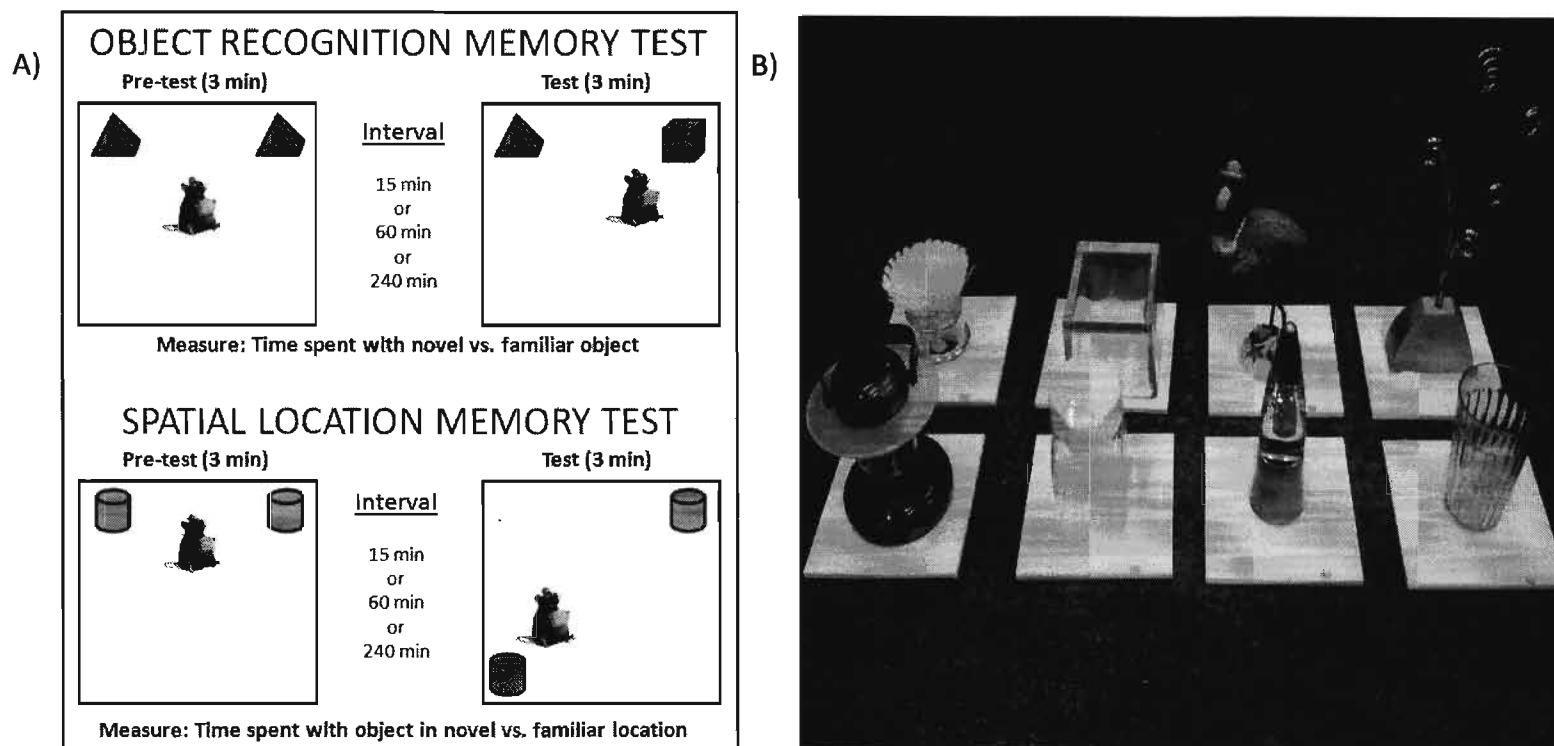 A)
OBJECT RECOGNITION MEMORY TEST
Pre-test (3 min)
Interval
Test (3 min)
15 min
or
60 min
or
240 min
Measure: Time spent with novel vs. familiar object
SPATIAL LOCATION MEMORY TEST
Pre-test (3 min)
Interval
Test (3 min)
15 min
or
60 min
or
240 min
Measure: Time spent with object in novel vs. familiar location
B)